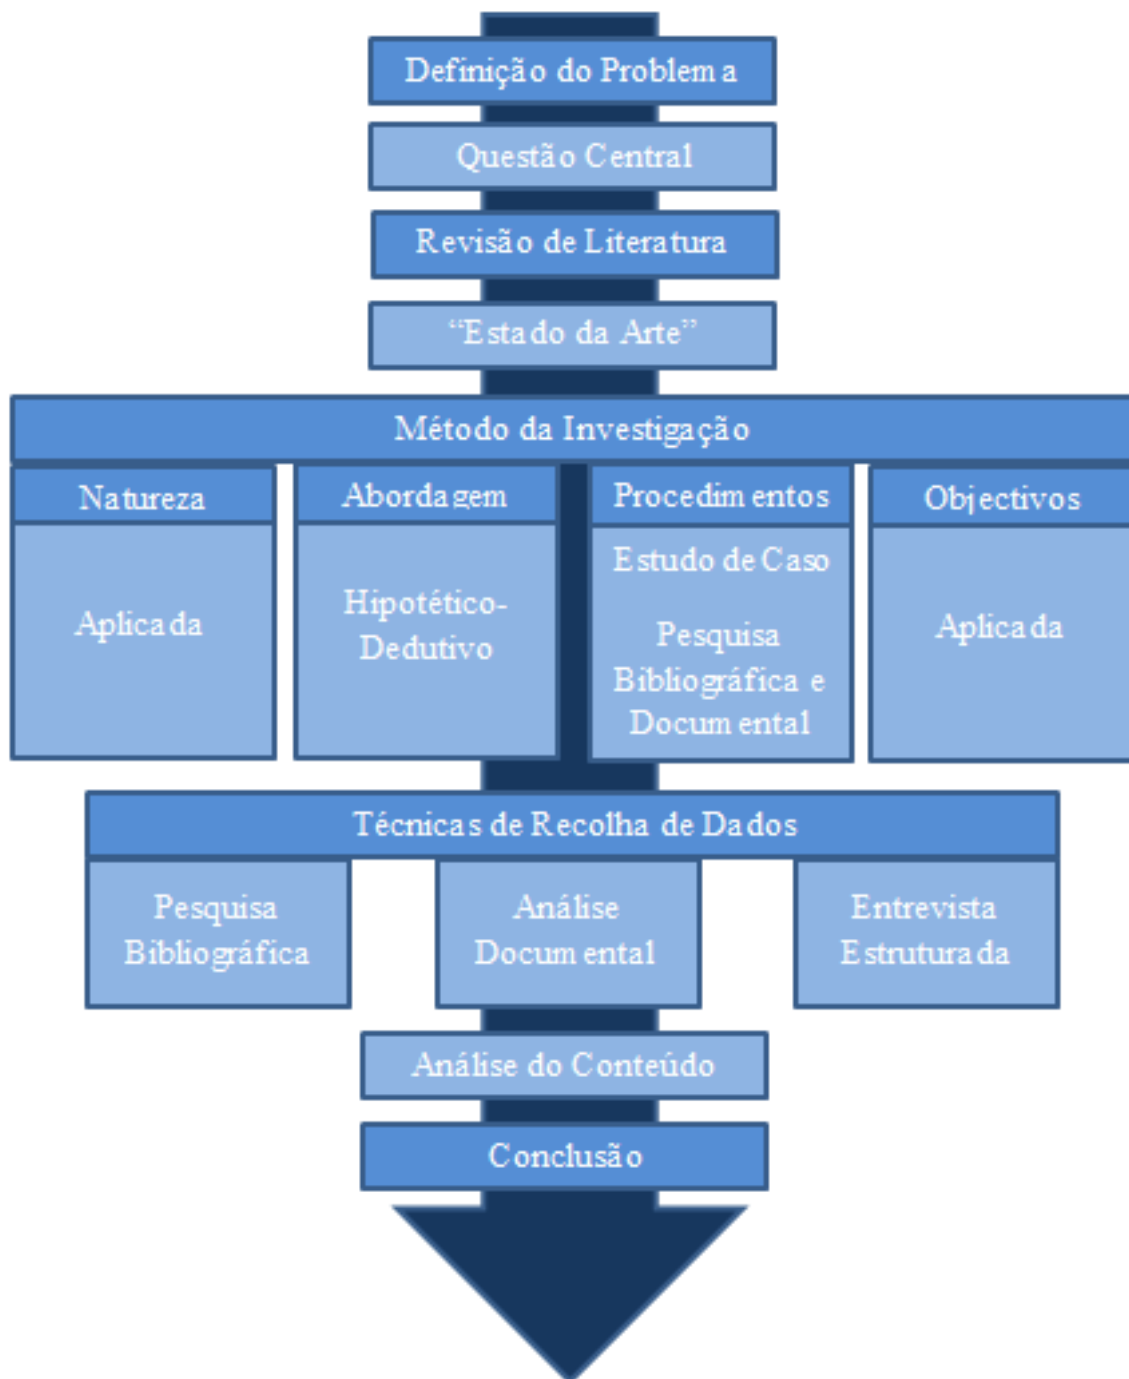 Definição do Problema
Questão Central
Revisão de Literatura
“Estado da Arte”
Método da Investigação
Natureza
Aplicada
Abordagem
Hipotético-
Dedutivo
Procedimentos
Estudo de Caso
Pesquisa
Bibliográfica e
Documental
Objectivos
Aplicada
Técnicas de Recolha de Dados
Pesquisa
Bibliográfica
Análise
Documental
Entrevista
Estruturada
Análise do Conteúdo
Conclusão